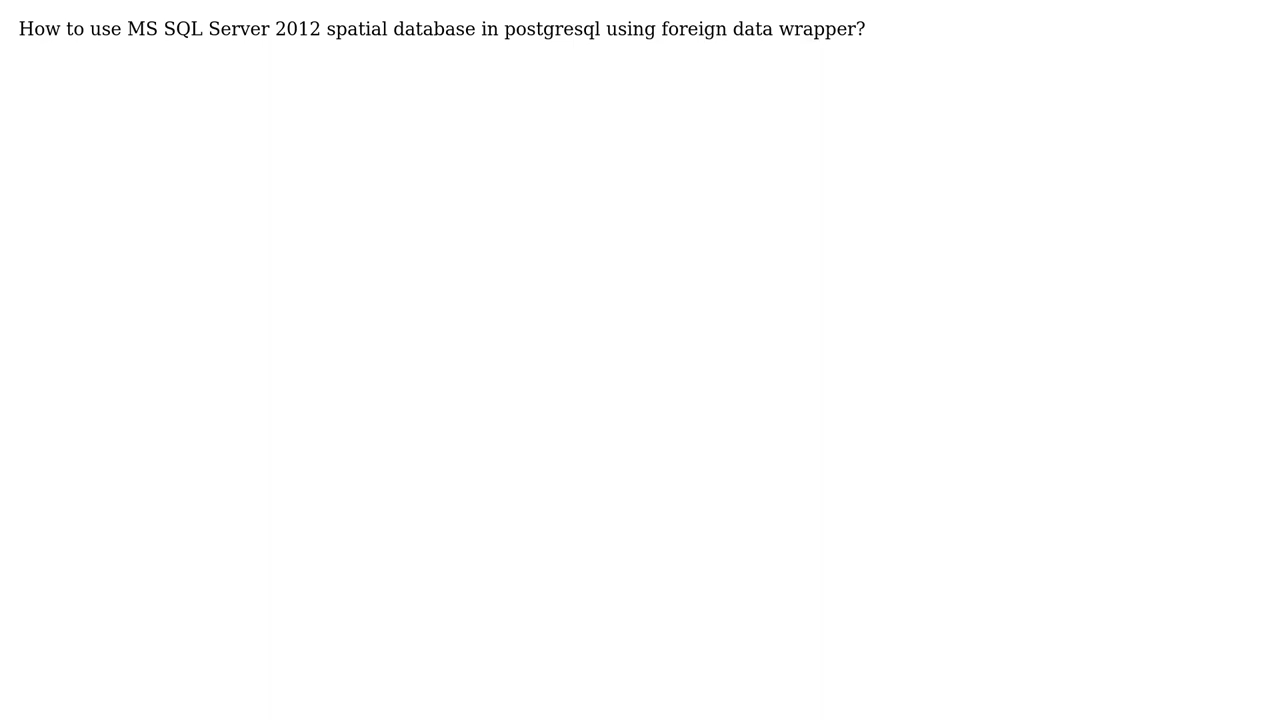 How to use MS SQL Server 2012 spatial database in postgresql using foreign data wrapper?